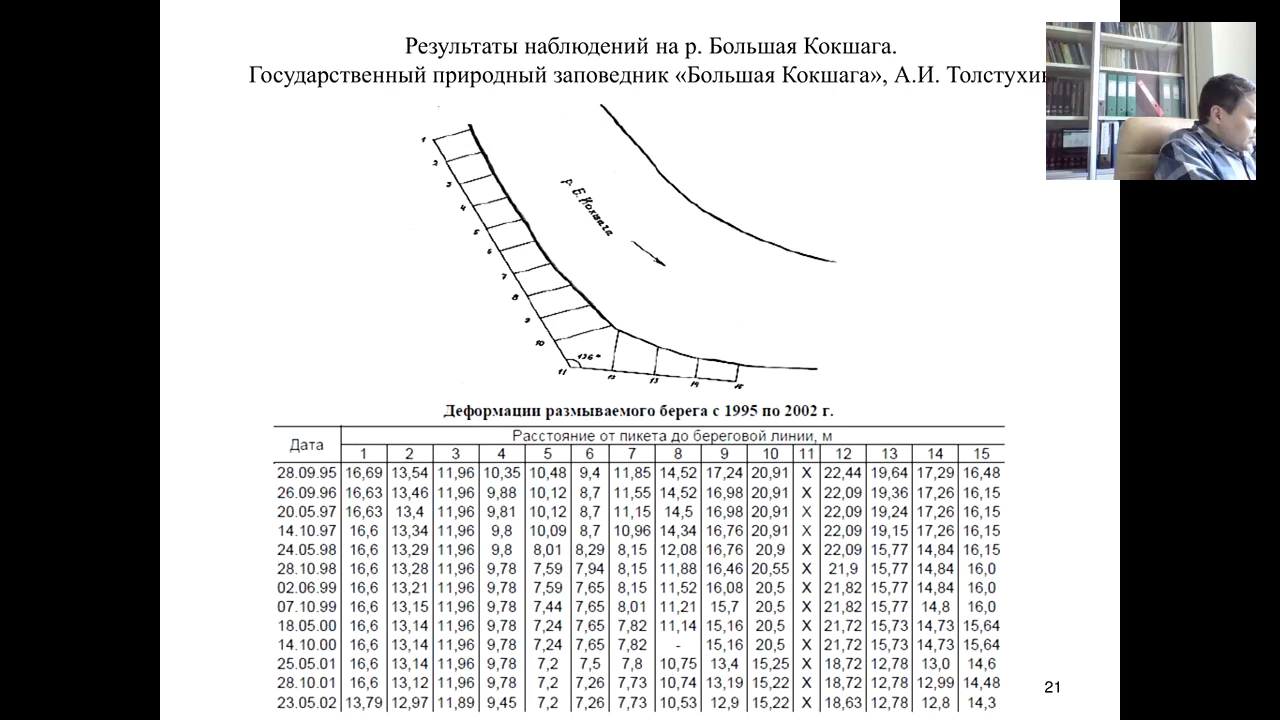 Результаты наблюдений на р. Большая Кокшага.
Государственный природный заповедник «Большая Кокшага», А.И. Толстухин
1
2
3
4
5
6
7
8
9
10
11
12
13
14
15
136°
р. Б. Кокшага
Деформации размываемого берега с 1995 по 2002 г.
Дата Расстояние от пикета до береговой линии, м
1 2 3 4 5 6 7 8 9 10 11 12 13 14 15
28.09.95 16,69 13,54 11,96 10,35 10,48 9,4 11,85 14,52 17,24 20,91 X 22,44 19,64 17,29 16,48
26.09.96 16,63 13,46 11,96 9,88 10,12 8,7 11,55 14,52 16,98 20,91 X 22,09 19,36 17,26 16,15
20.05.97 16,63 13,4 11,96 9,81 10,12 8,7 11,15 14,5 16,98 20,91 X 22,09 19,24 17,26 16,15
14.10.97 16,6 13,34 11,96 9,8 10,09 8,7 10,96 14,34 16,76 20,91 X 22,09 19,15 17,26 16,15
24.05.98 16,6 13,29 11,96 9,8 8,01 8,29 8,15 12,08 16,76 20,9 X 22,09 15,77 14,84 16,15
28.10.98 16,6 13,28 11,96 9,78 7,59 7,94 8,15 11,88 16,46 20,55 X 21,9 15,77 14,84 16,0
02.06.99 16,6 13,21 11,96 9,78 7,59 7,65 8,15 11,52 16,08 20,5 X 21,82 15,77 14,84 16,0
07.10.99 16,6 13,15 11,96 9,78 7,44 7,65 8,01 11,21 15,7 20,5 X 21,82 15,77 14,8 16,0
18.05.00 16,6 13,14 11,96 9,78 7,24 7,65 7,82 11,14 15,16 20,5 X 21,72 15,73 14,73 15,64
14.10.00 16,6 13,14 11,96 9,78 7,24 7,65 7,82 - 15,16 20,5 X 21,72 15,73 14,73 15,64
25.05.01 16,6 13,14 11,96 9,78 7,2 7,5 7,8 10,75 13,4 15,25 X 18,72 12,78 13,0 14,6
28.10.01 16,6 13,12 11,96 9,78 7,2 7,26 7,73 10,74 13,19 15,22 X 18,72 12,78 12,99 14,48
23.05.02 13,79 12,97 11,89 9,45 7,2 7,26 7,73 10,53 12,9 15,22 X 18,63 12,78 12,8 14,3
21